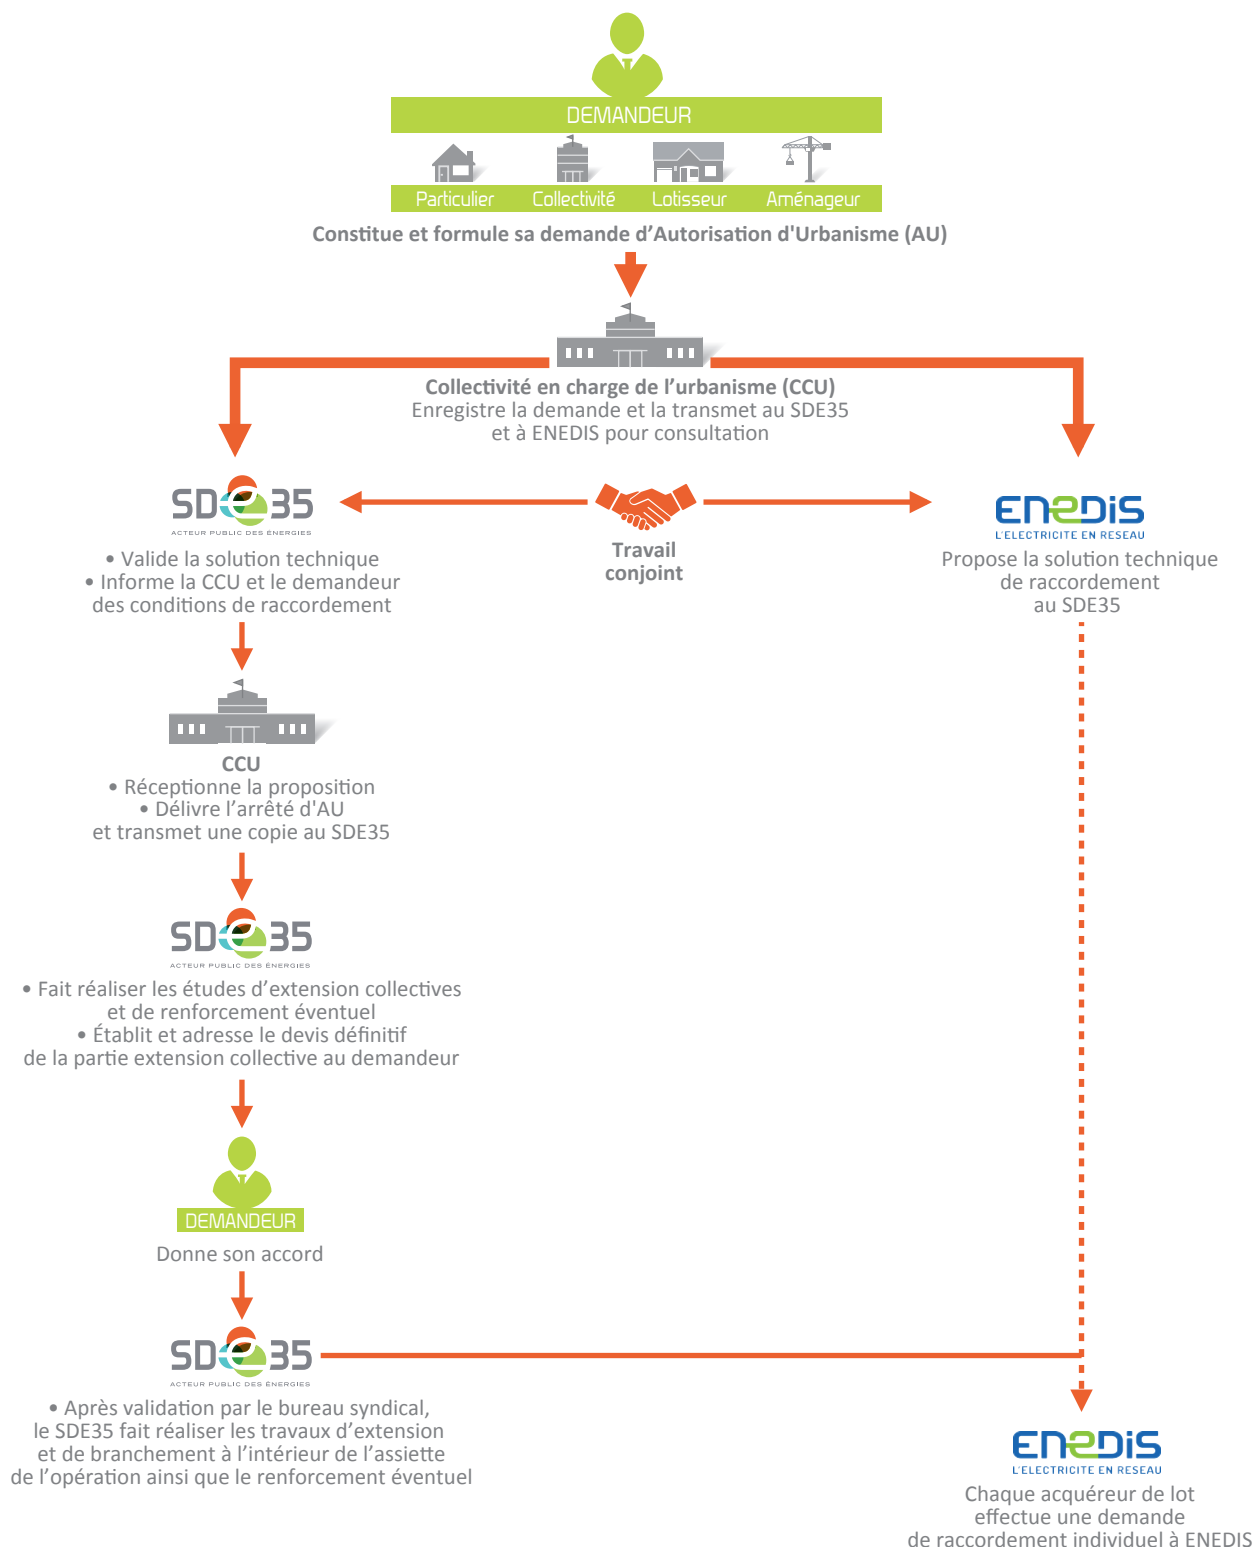 DEMANDEUR
Particulier Collectivité Lotisseur Aménageur
Constitue et formule sa demande d’Autorisation d'Urbanisme (AU)
Collectivité en charge de l’urbanisme (CCU)
Enregistre la demande et la transmet au SDE35
et à ENEDIS pour consultation
SDe35
ACTEUR PUBLIC DES ÉNERGIES
• Valide la solution technique
• Informe la CCU et le demandeur
des conditions de raccordement
Travail
conjoint
ENEDIS
L'ELECTRICITE EN RESEAU
Propose la solution technique
de raccordement
au SDE35
CCU
• Réceptionne la proposition
• Délivre l’arrêté d'AU
et transmet une copie au SDE35
SDe35
ACTEUR PUBLIC DES ÉNERGIES
• Fait réaliser les études d’extension collectives
et de renforcement éventuel
• Établit et adresse le devis définitif
de la partie extension collective au demandeur
DEMANDEUR
Donne son accord
SDe35
ACTEUR PUBLIC DES ÉNERGIES
• Après validation par le bureau syndical,
le SDE35 fait réaliser les travaux d’extension
et de branchement à l’intérieur de l’assiette
de l’opération ainsi que le renforcement éventuel
ENEDIS
L'ELECTRICITE EN RESEAU
Chaque acquéreur de lot
effectue une demande
de raccordement individuel à ENEDIS